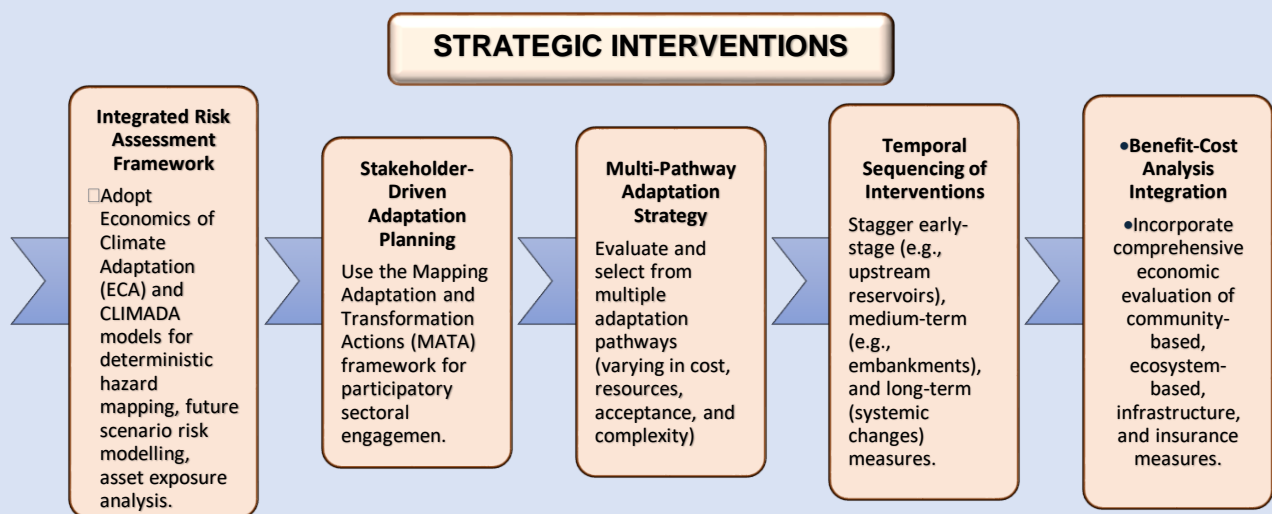 STRATEGIC INTERVENTIONS
Integrated Risk
Assessment
Framework
□Adopt
Economics of
Climate
Adaptation
(ECA) and
CLIMADA
models for
deterministic
hazard
mapping, future
scenario risk
modelling,
asset exposure
analysis.
Stakeholder-
Driven
Adaptation
Planning
Use the Mapping
Adaptation and
Transformation
Actions (MATA)
framework for
participatory
sectoral
engagemen.
Multi-Pathway
Adaptation
Strategy
Evaluate and
select from
multiple
adaptation
pathways
(varying in cost,
resources,
acceptance, and
complexity)
Temporal
Sequencing of
Interventions
Stagger early-
stage (e.g.,
upstream
reservoirs),
medium-term
(e.g.,
embankments),
and long-term
(systemic
changes)
measures.
•Benefit-Cost
Analysis
Integration
•Incorporate
comprehensive
economic
evaluation of
community-
based,
ecosystem-
based,
infrastructure,
and insurance
measures.